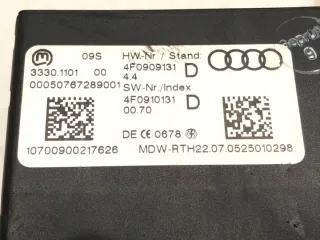 09S
HW-Nr / Stand:
3330.1101 00
4F0909131 D
4.4
00050767289001
SW-Nr./Index
4F0910131 D
00.70
DE CE 0678
10700900217626
MDW-RTH22.07.0525010298